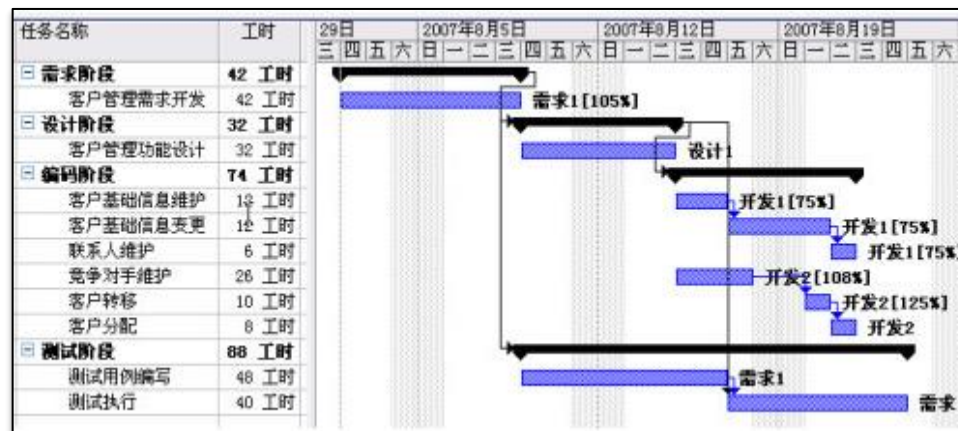 任务名称 工时 29日 2007年8月5日 2007年8月12日 2007年8月19日
三 四 五 六 日 一 二 三 四 五 六 日 一 二 三 四 五 六 日 一 二 三 四 五 六
需求阶段 42 工时
客户管理需求开发 42 工时 需求1[105%]
设计阶段 32 工时
客户管理功能设计 32 工时 设计1
编码阶段 74 工时
客户基础信息维护 工时 开发1[75%]
客户基础信息变更 12 工时 开发1[75%]
联系人维护 6 工时 开发1[75%]
竞争对手维护 26 工时 开发2[108%]
客户转移 10 工时 开发2[125%]
客户分配 8 工时 开发2
测试阶段 88 工时
测试用例编写 48 工时 需求1
测试执行 40 工时 需求